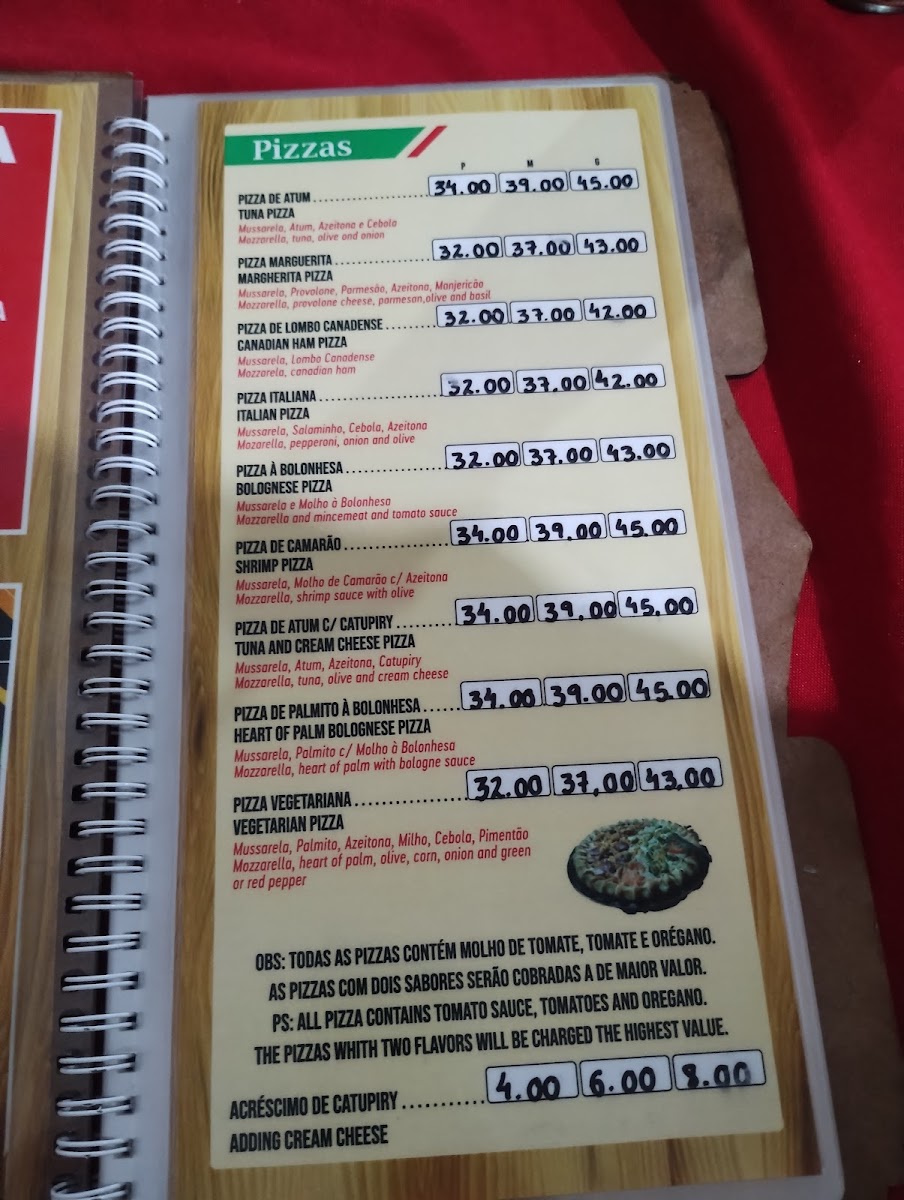 Pizzas
P M G
PIZZA DE ATUM 34.00 39.00 45.00
TUNA PIZZA
Mussarela, Atum, Azeitona e Cebola
Mozzarella, tuna, olive and onion
PIZZA MARGUERITA 32.00 37.00 43.00
MARGHERITA PIZZA
Mussarela, Provolone, Parmesão, Azeitona, Manjericão
Mozzarella, provolone cheese, parmesan,olive and basil
PIZZA DE LOMBO CANADENSE 32.00 37.00 42.00
CANADIAN HAM PIZZA
Mussarela, Lombo Canadense
Mozzarela, canadian ham
PIZZA ITALIANA 32.00 37.00 42.00
ITALIAN PIZZA
Mussarela, Salaminho, Cebola, Azeitona
Mozarella, pepperoni, onion and olive
PIZZA À BOLONHESA 32.00 37.00 43.00
BOLOGNESE PIZZA
Mussarela e Molho à Bolonhesa
Mozzarella and mincemeat and tomato sauce
PIZZA DE CAMARÃO 34.00 39,00 45.00
SHRIMP PIZZA
Mussarela, Molho de Camarão c/ Azeitona
Mozzarella, shrimp sauce with olive
PIZZA DE ATUM C/ CATUPIRY 34.00 39,00 45,00
TUNA AND CREAM CHEESE PIZZA
Mussarela, Atum, Azeitona, Catupiry
Mozzarella, tuna, olive and cream cheese
PIZZA DE PALMITO À BOLONHESA 34.00 39.00 45.00
HEART OF PALM BOLOGNESE PIZZA
Mussarela, Palmito c/ Molho à Bolonhesa
Mozzarella, heart of palm with bologne sauce
PIZZA VEGETARIANA 32.00 37,00 43,00
VEGETARIAN PIZZA
Mussarela, Palmito, Azeitona, Milho, Cebola, Pimentão
Mozzarella, heart of palm, olive, corn, onion and green
or red pepper
OBS: TODAS AS PIZZAS CONTÉM MOLHO DE TOMATE, TOMATE E ORÉGANO.
AS PIZZAS COM DOIS SABORES SERÃO COBRADAS A DE MAIOR VALOR.
PS: ALL PIZZA CONTAINS TOMATO SAUCE, TOMATOES AND OREGANO.
THE PIZZAS WHITH TWO FLAVORS WILL BE CHARGED THE HIGHEST VALUE.
ACRÉSCIMO DE CATUPIRY 4.00 6.00 8.00
ADDING CREAM CHEESE